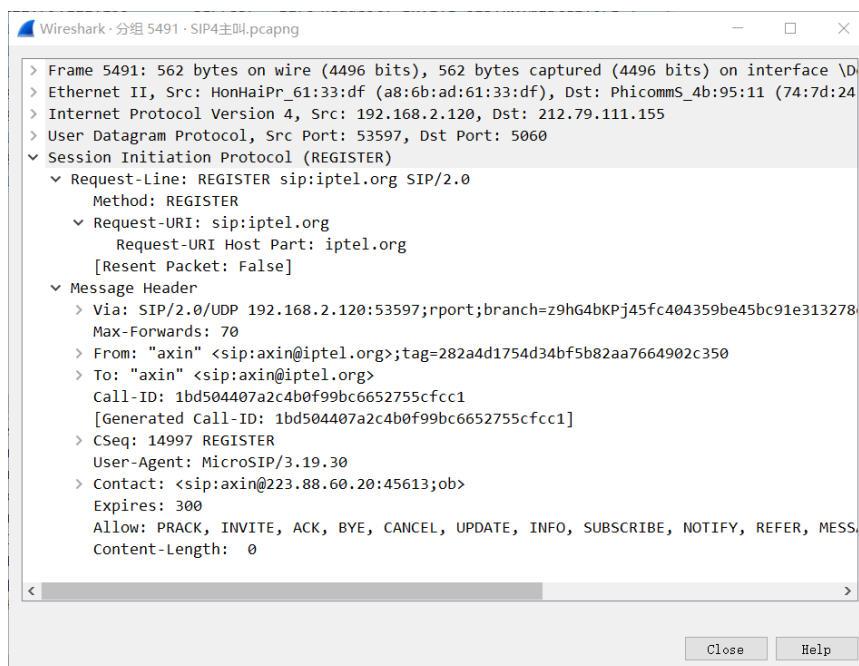 Wireshark · 分组 5491 · SIP4主叫.pcapng
Frame 5491: 562 bytes on wire (4496 bits), 562 bytes captured (4496 bits) on interface \D
Ethernet II, Src: HonHaiPr_61:33:df (a8:6b:ad:61:33:df), Dst: PhicommS_4b:95:11 (74:7d:24
Internet Protocol Version 4, Src: 192.168.2.120, Dst: 212.79.111.155
User Datagram Protocol, Src Port: 53597, Dst Port: 5060
Session Initiation Protocol (REGISTER)
Request-Line: REGISTER sip:iptel.org SIP/2.0
Method: REGISTER
Request-URI: sip:iptel.org
Request-URI Host Part: iptel.org
[Resent Packet: False]
Message Header
Via: SIP/2.0/UDP 192.168.2.120:53597;rport;branch=z9hG4bKPj45fc404359be45bc91e313278
Max-Forwards: 70
From: "axin" <sip:axin@iptel.org>;tag=282a4d1754d34bf5b82aa7664902c350
To: "axin" <sip:axin@iptel.org>
Call-ID: 1bd504407a2c4b0f99bc6652755cfcc1
[Generated Call-ID: 1bd504407a2c4b0f99bc6652755cfcc1]
CSeq: 14997 REGISTER
User-Agent: MicroSIP/3.19.30
Contact: <sip:axin@223.88.60.20:45613;ob>
Expires: 300
Allow: PRACK, INVITE, ACK, BYE, CANCEL, UPDATE, INFO, SUBSCRIBE, NOTIFY, REFER, MESSA
Content-Length: 0
Close Help